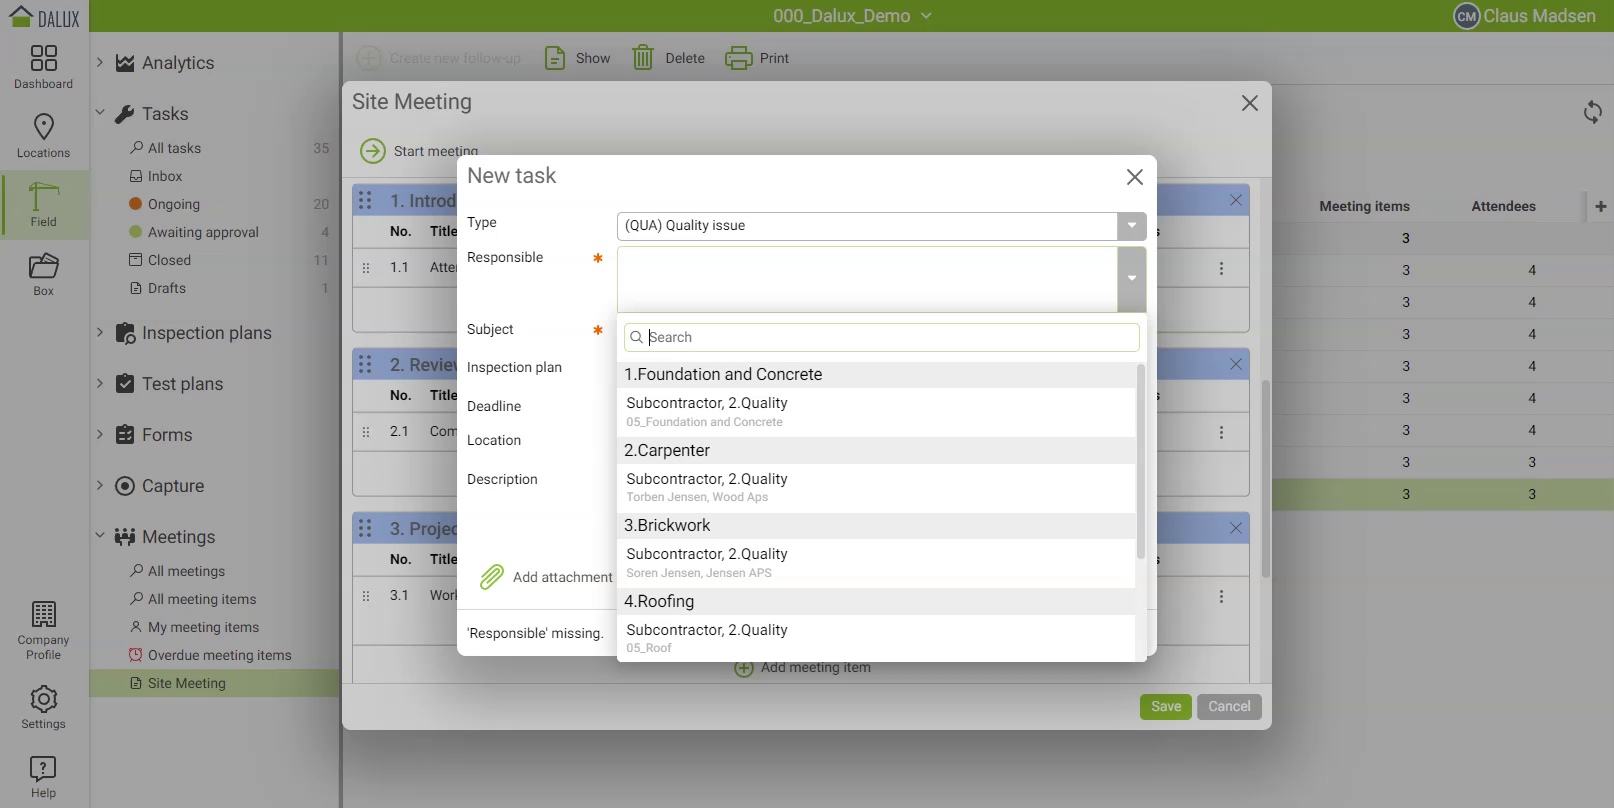 DALUX
000_Dalux_Demo
CM Claus Madsen
Dashboard
Locations
Field
Box
Company
Profile
Settings
Help
Analytics
Tasks
All tasks 35
Inbox
Ongoing 20
Awaiting approval 4
Closed 11
Drafts 1
Inspection plans
Test plans
Forms
Capture
Meetings
All meetings
All meeting items
My meeting items
Overdue meeting items
Site Meeting
Create new follow-up Show Delete Print
Site Meeting
Start meeting
1. Introd
No. Title
1.1 Atte
2. Review
No. Title
2.1 Com
3. Projec
No. Title
3.1 Work
Add meeting item
Save Cancel
New task
Type (QUA) Quality issue
Responsible *
Subject *
Inspection plan
Deadline
Location
Description
Add attachment
'Responsible' missing.
Search
1.Foundation and Concrete
Subcontractor, 2.Quality
05_Foundation and Concrete
2.Carpenter
Subcontractor, 2.Quality
Torben Jensen, Wood Aps
3.Brickwork
Subcontractor, 2.Quality
Soren Jensen, Jensen APS
4.Roofing
Subcontractor, 2.Quality
05_Roof
Meeting items Attendees +
3
3 4
3 4
3 4
3 4
3 4
3 4
3 3
3 3